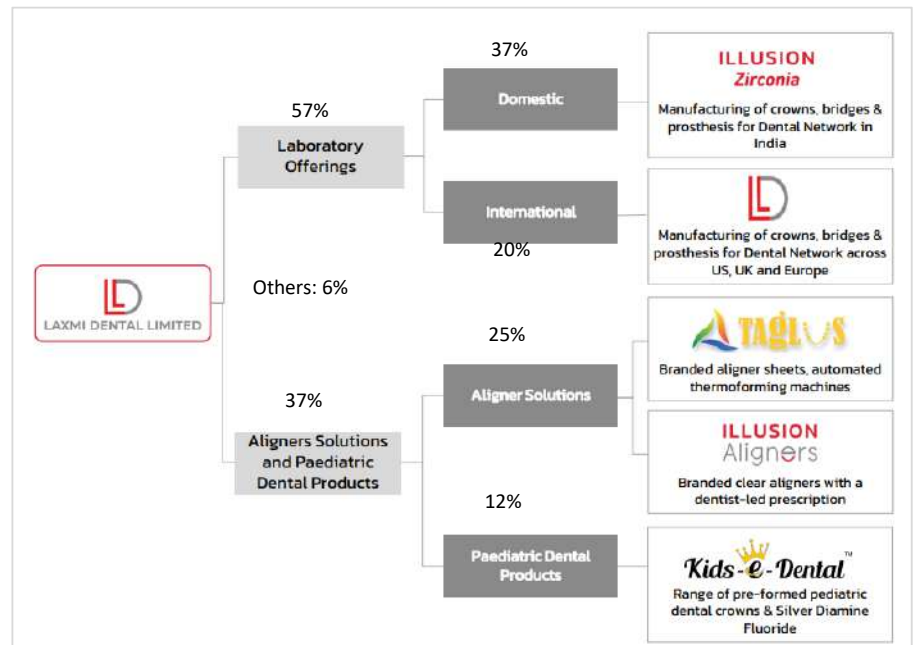 37%
ILLUSION
Zirconia
Domestic
Manufacturing of crowns, bridges &
prosthesis for Dental Network in
India
57%
Laboratory
Offerings
International
20%
LD
Manufacturing of crowns, bridges &
prosthesis for Dental Network across
US, UK and Europe
Others: 6%
LD
LAXMI DENTAL LIMITED
25%
TAGLUS
Aligner Solutions
Branded aligner sheets, automated
thermoforming machines
37%
Aligners Solutions
and Paediatric
Dental Products
ILLUSION
Aligners
Branded clear aligners with a
dentist-led prescription
12%
Paediatric Dental
Products
Kids-e-Dental™
Range of pre-formed pediatric
dental crowns & Silver Diamine
Fluoride